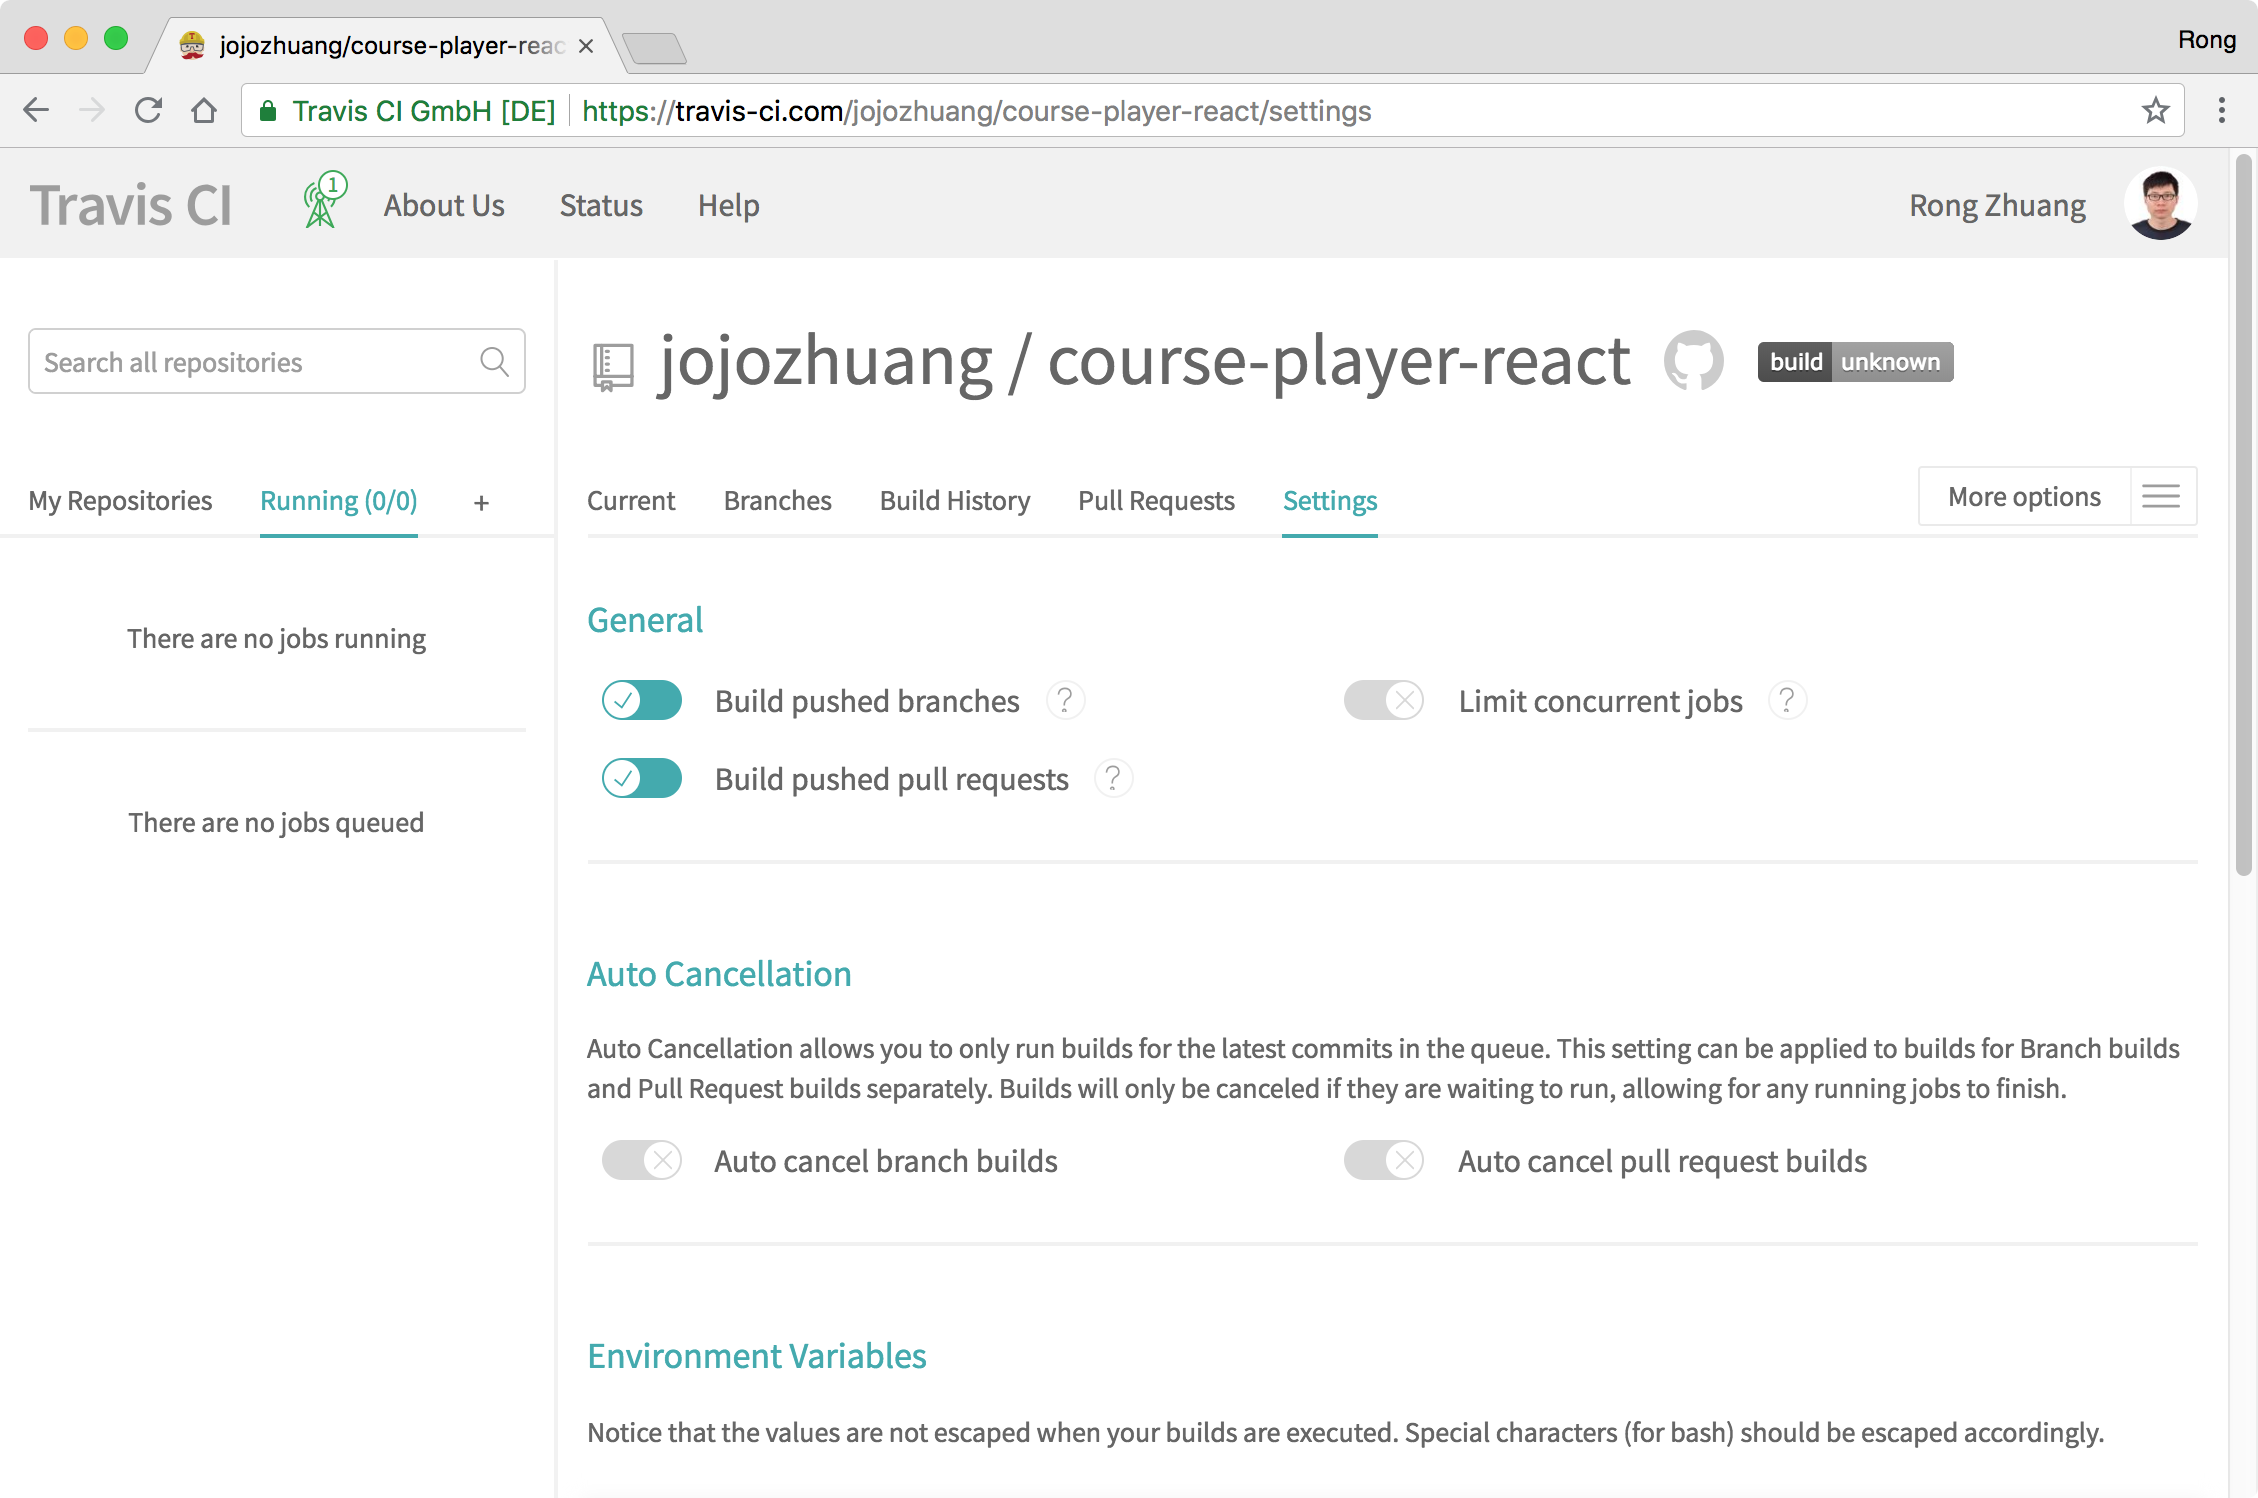 jojozhuang/course-player-reac
Rong
Travis CI GmbH [DE] https://travis-ci.com/jojozhuang/course-player-react/settings
Travis CI 1 About Us Status Help Rong Zhuang
Search all repositories
jojozhuang / course-player-react build unknown
My Repositories Running (0/0) +
Current Branches Build History Pull Requests Settings More options
There are no jobs running
There are no jobs queued
General
Build pushed branches ? Limit concurrent jobs ?
Build pushed pull requests ?
Auto Cancellation
Auto Cancellation allows you to only run builds for the latest commits in the queue. This setting can be applied to builds for Branch builds
and Pull Request builds separately. Builds will only be canceled if they are waiting to run, allowing for any running jobs to finish.
Auto cancel branch builds Auto cancel pull request builds
Environment Variables
Notice that the values are not escaped when your builds are executed. Special characters (for bash) should be escaped accordingly.